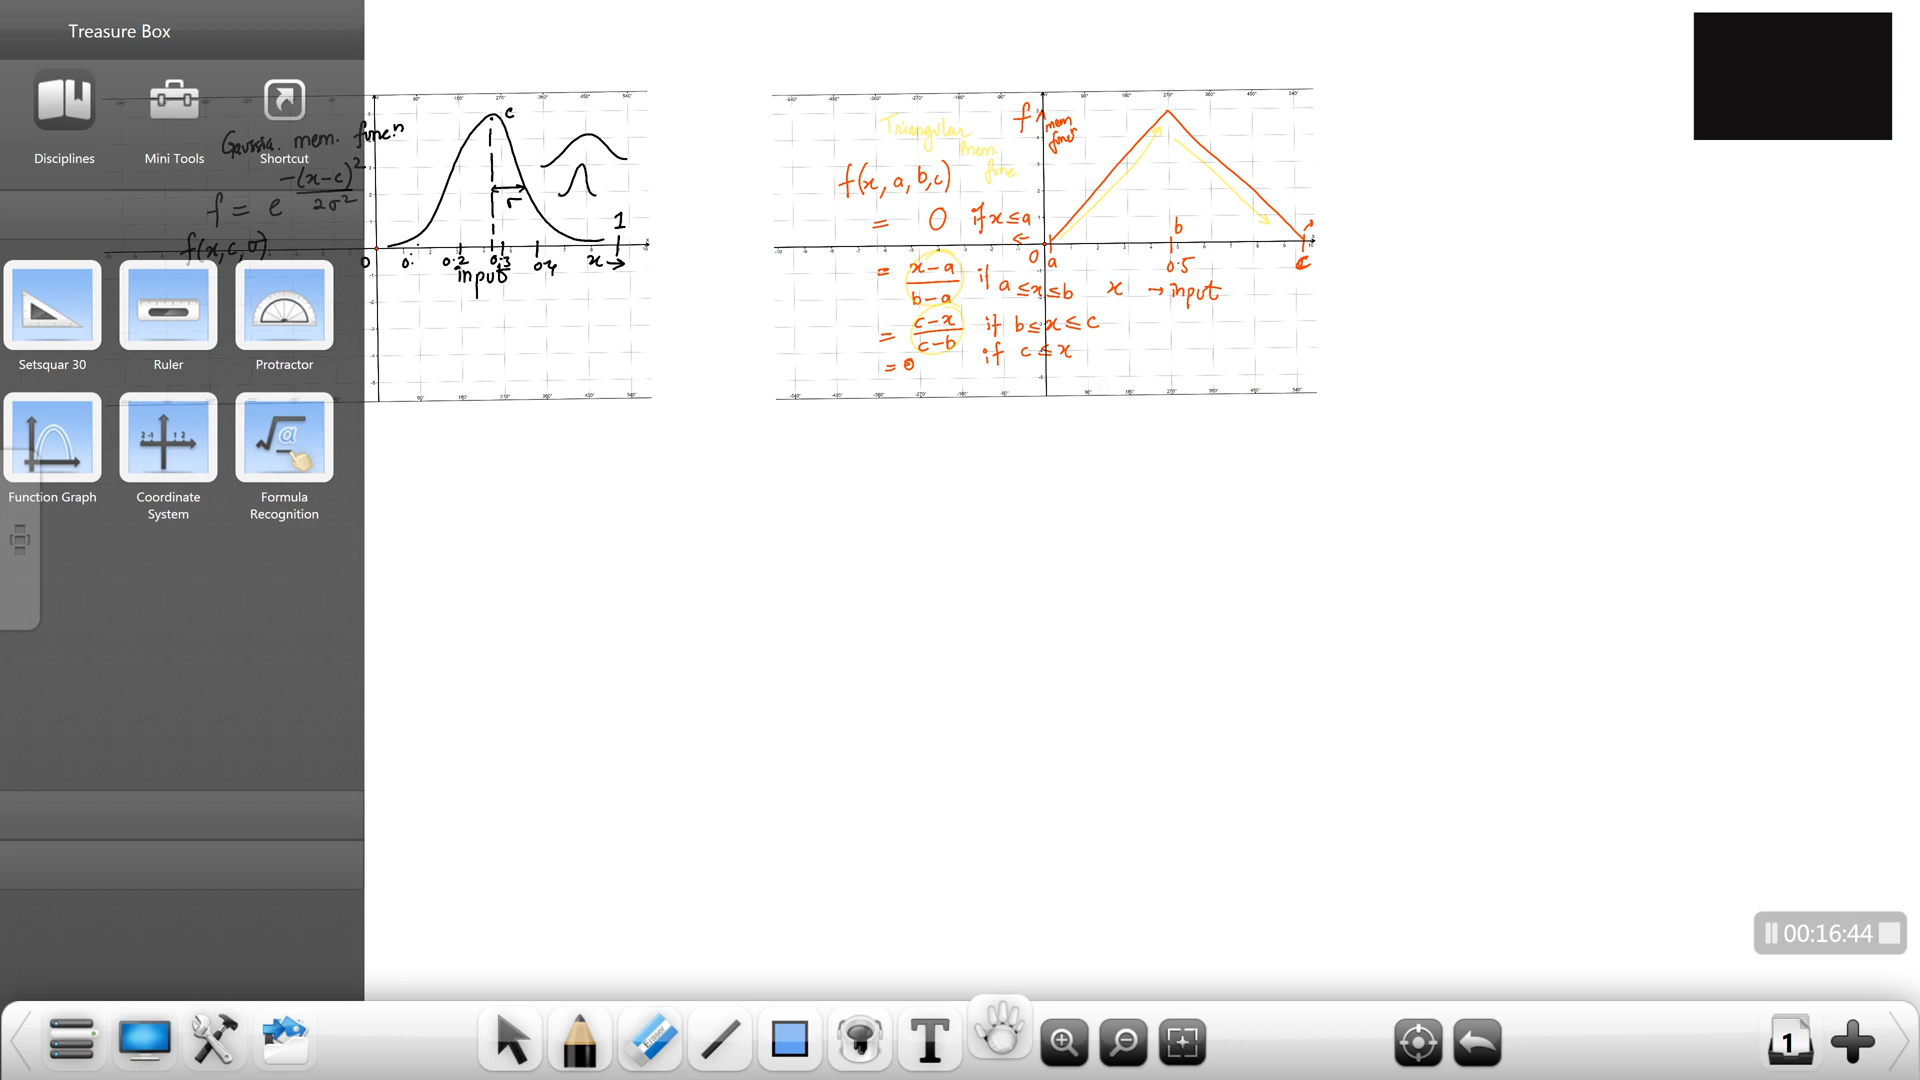 Treasure Box
Disciplines
Mini Tools
Shortcut
Gaussia. mem. func.n
f = e -(x-c)²/2σ²
f(x,c,σ)
c
σ
1
0 0. 0.2 0.3 0.4 x →
input
Triangular
mem.
func
f
mem
func
f(x, a, b, c)
= 0 if x ≤ a
= x-a/b-a if a ≤ x ≤ b
= c-x/c-b if b ≤ x ≤ c
= 0 if c ≤ x
0 a
b
0.5
c
x → input
Setsquar 30
Ruler
Protractor
Function Graph
Coordinate
System
Formula
Recognition
00:16:44
Eraser
T
1